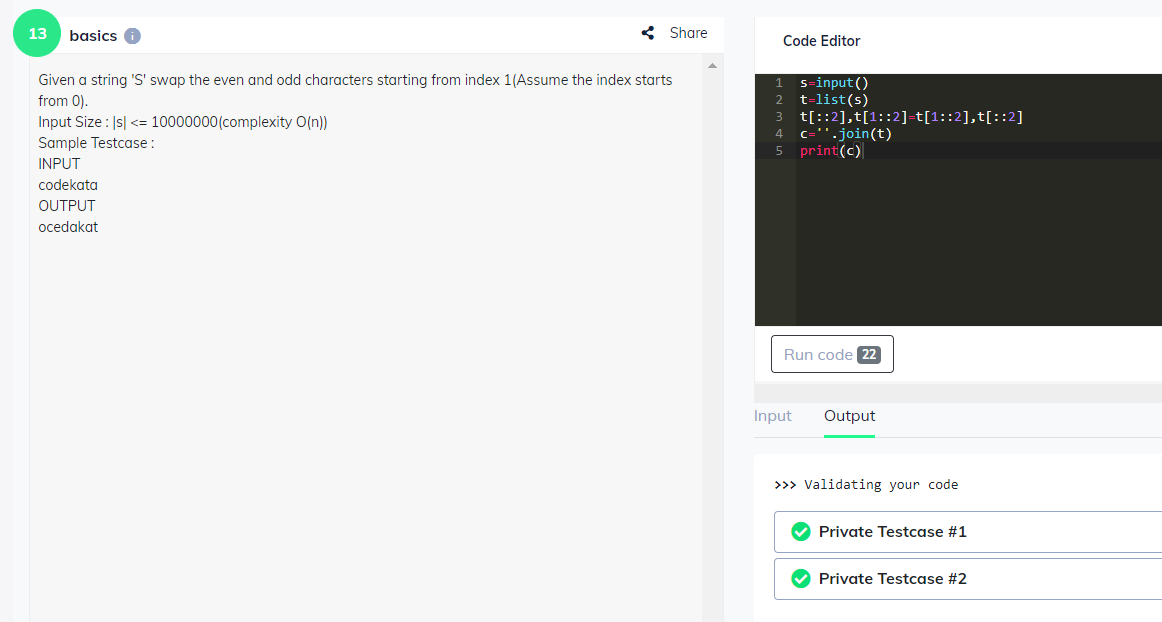 13
basics i
Share
Given a string 'S' swap the even and odd characters starting from index 1(Assume the index starts
from 0).
Input Size : |s| <= 10000000(complexity O(n))
Sample Testcase :
INPUT
codekata
OUTPUT
ocedakat
Code Editor
1 s=input()
2 t=list(s)
3 t[::2],t[1::2]=t[1::2],t[::2]
4 c=''.join(t)
5 print(c)
Run code 22
Input Output
>>> Validating your code
Private Testcase #1
Private Testcase #2